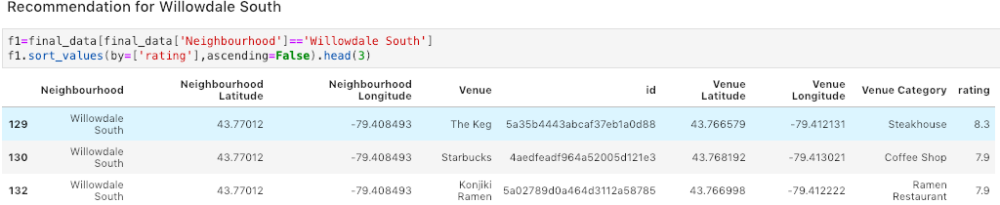 Recommendation for Willowdale South
f1=final_data[final_data['Neighbourhood']=='Willowdale South']
f1.sort_values(by=['rating'],ascending=False).head(3)
Neighbourhood Neighbourhood Latitude Neighbourhood Longitude Venue id Venue Latitude Venue Longitude Venue Category rating
129 Willowdale South 43.77012 -79.408493 The Keg 5a35b4443abcaf37eb1a0d88 43.766579 -79.412131 Steakhouse 8.3
130 Willowdale South 43.77012 -79.408493 Starbucks 4aedfeadf964a52005d121e3 43.768192 -79.413021 Coffee Shop 7.9
132 Willowdale South 43.77012 -79.408493 Konjiki Ramen 5a02789d0a464d3112a58785 43.766998 -79.412222 Ramen Restaurant 7.9